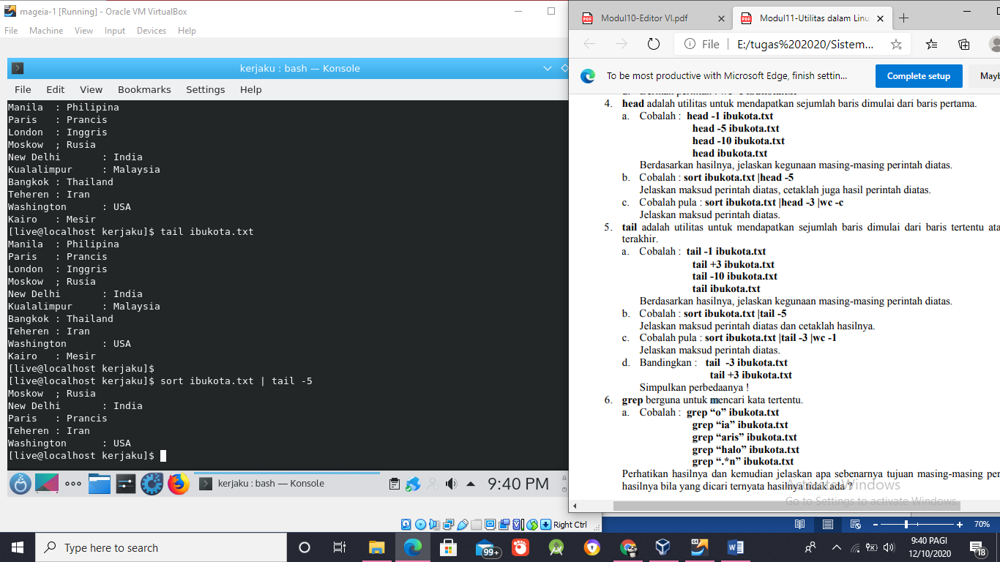 mageia-1 [Running] - Oracle VM VirtualBox
File Machine View Input Devices Help
kerjaku : bash — Konsole
File Edit View Bookmarks Settings Help
Manila  : Philipina
Paris   : Prancis
London  : Inggris
Moskow  ; Rusia
New Delhi       : India
Kualalimpur     : Malaysia
Bangkok : Thailand
Teheren : Iran
Washington      : USA
Kairo   : Mesir
[live@localhost kerjaku]$ tail ibukota.txt
Manila  : Philipina
Paris   : Prancis
London  : Inggris
Moskow  ; Rusia
New Delhi       : India
Kualalimpur     : Malaysia
Bangkok : Thailand
Teheren : Iran
Washington      : USA
Kairo   : Mesir
[live@localhost kerjaku]$
[live@localhost kerjaku]$ sort ibukota.txt | tail -5
Moskow  ; Rusia
New Delhi       : India
Paris   : Prancis
Teheren : Iran
Washington      : USA
[live@localhost kerjaku]$
kerjaku : bash — Konsole
9:40 PM
Right Ctrl
Modul10-Editor VI.pdf
Modul11-Utilitas dalam Linu
File | E:/tugas%202020/Sistem...
To be most productive with Microsoft Edge, finish settin...
Complete setup
Mayb
4. head adalah utilitas untuk mendapatkan sejumlah baris dimulai dari baris pertama.
a. Cobalah : head -1 ibukota.txt
head -5 ibukota.txt
head -10 ibukota.txt
head ibukota.txt
Berdasarkan hasilnya, jelaskan kegunaan masing-masing perintah diatas.
b. Cobalah : sort ibukota.txt |head -5
Jelaskan maksud perintah diatas, cetaklah juga hasil perintah diatas.
c. Cobalah pula : sort ibukota.txt |head -3 |wc -c
Jelaskan maksud perintah diatas.
5. tail adalah utilitas untuk mendapatkan sejumlah baris dimulai dari baris tertentu ata
terakhir.
a. Cobalah : tail -1 ibukota.txt
tail +3 ibukota.txt
tail -10 ibukota.txt
tail ibukota.txt
Berdasarkan hasilnya, jelaskan kegunaan masing-masing perintah diatas.
b. Cobalah : sort ibukota.txt |tail -5
Jelaskan maksud perintah diatas dan cetaklah hasilnya.
c. Cobalah pula : sort ibukota.txt |tail -3 |wc -1
Jelaskan maksud perintah diatas.
d. Bandingkan : tail -3 ibukota.txt
tail +3 ibukota.txt
Simpulkan perbedaanya !
6. grep berguna untuk mencari kata tertentu.
a. Cobalah : grep “o” ibukota.txt
grep “ia” ibukota.txt
grep “aris” ibukota.txt
grep “halo” ibukota.txt
grep “.*n” ibukota.txt
Perhatikan hasilnya dan kemudian jelaskan apa sebenarnya tujuan masing-masing per
hasilnya bila yang dicari ternyata hasilnya tidak ada ?
Activate Windows
Go to Settings to activate Windows.
70%
Type here to search
99+
9:40 PAGI
12/10/2020
18